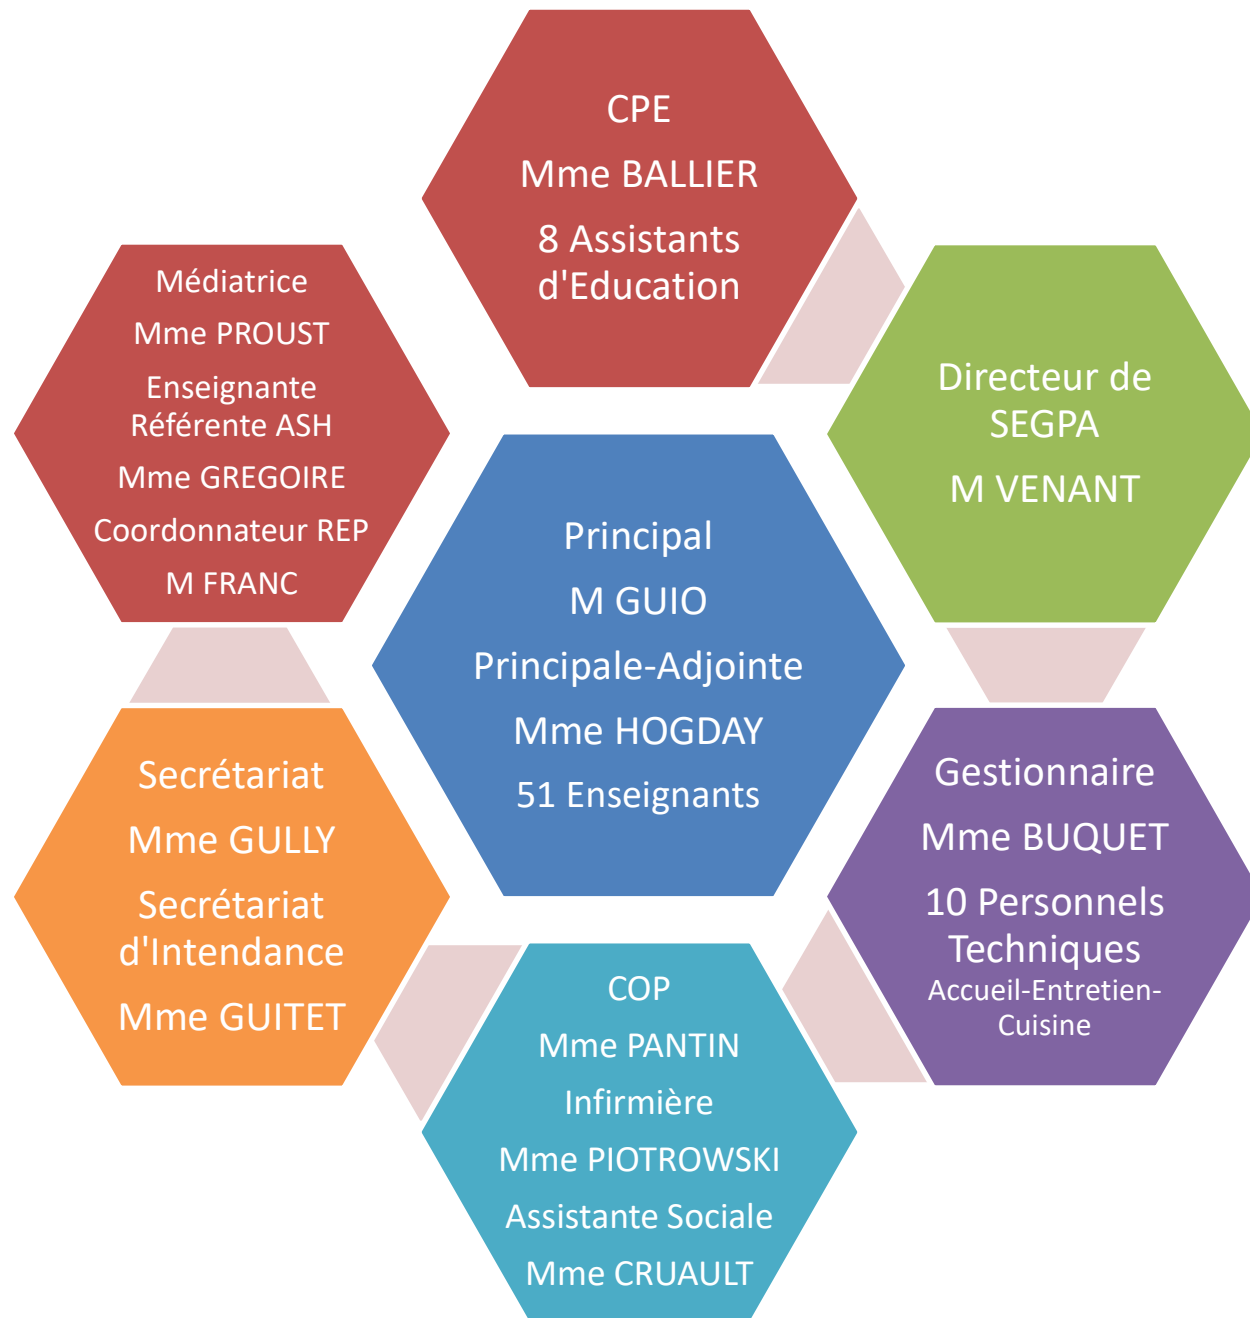 CPE
Mme BALLIER
8 Assistants
d'Education
Médiatrice
Mme PROUST
Enseignante
Référente ASH
Mme GREGOIRE
Coordonnateur REP
M FRANC
Directeur de
SEGPA
M VENANT
Principal
M GUIO
Principale-Adjointe
Mme HOGDAY
51 Enseignants
Secrétariat
Mme GULLY
Secrétariat
d'Intendance
Mme GUITET
Gestionnaire
Mme BUQUET
10 Personnels
Techniques
Accueil-Entretien-
Cuisine
COP
Mme PANTIN
Infirmière
Mme PIOTROWSKI
Assistante Sociale
Mme CRUAULT